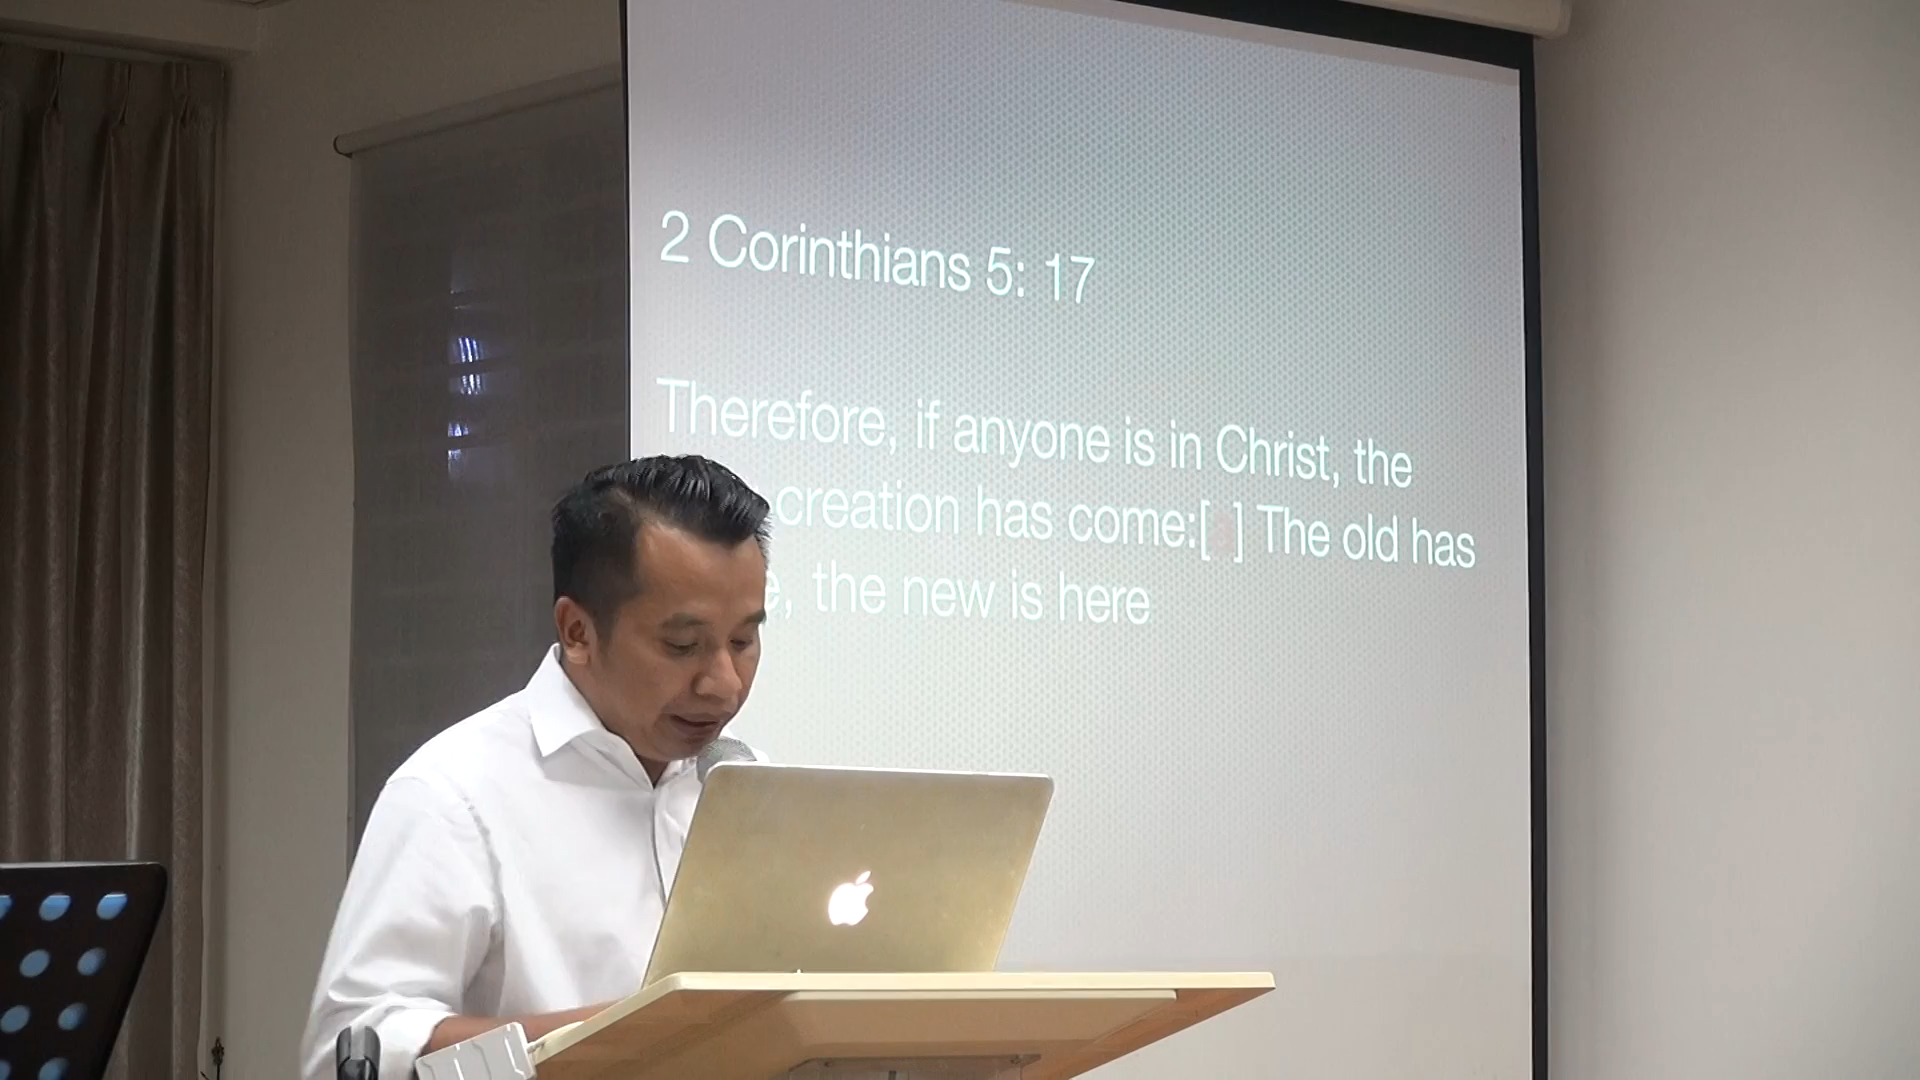 2 Corinthians 5: 17
Therefore, if anyone is in Christ, the
creation has come:[ ] The old has
, the new is here